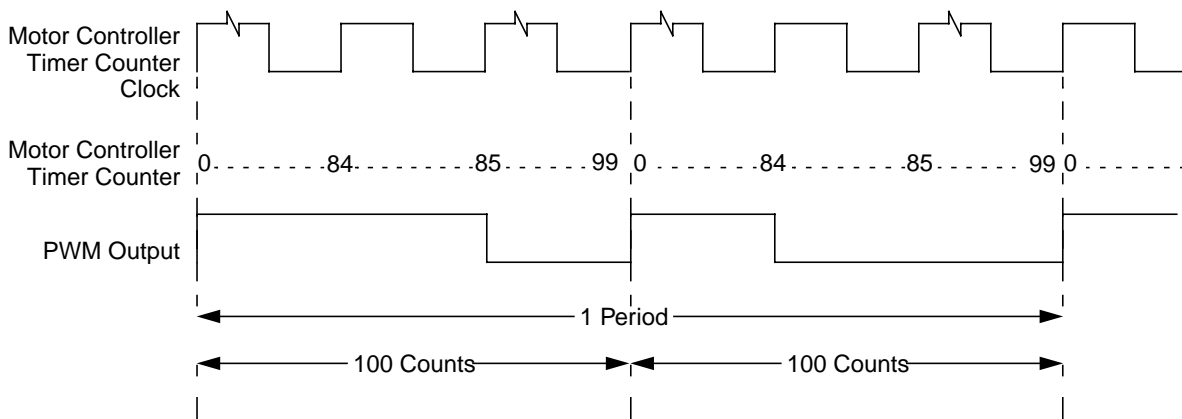 Motor Controller
Timer Counter
Clock
Motor Controller
Timer Counter
0 84 85 99 0 84 85 99 0
PWM Output
1 Period
100 Counts 100 Counts